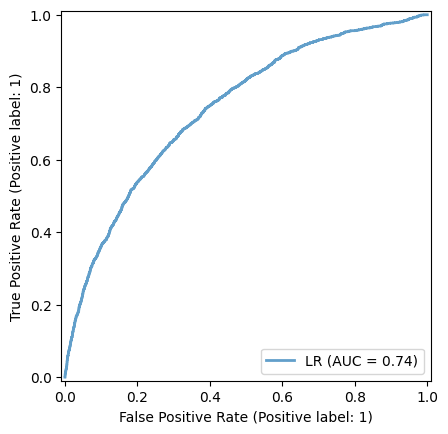 1.0
0.8
0.6
0.4
0.2
0.0
True Positive Rate (Positive label: 1)
LR (AUC = 0.74)
0.0 0.2 0.4 0.6 0.8 1.0
False Positive Rate (Positive label: 1)